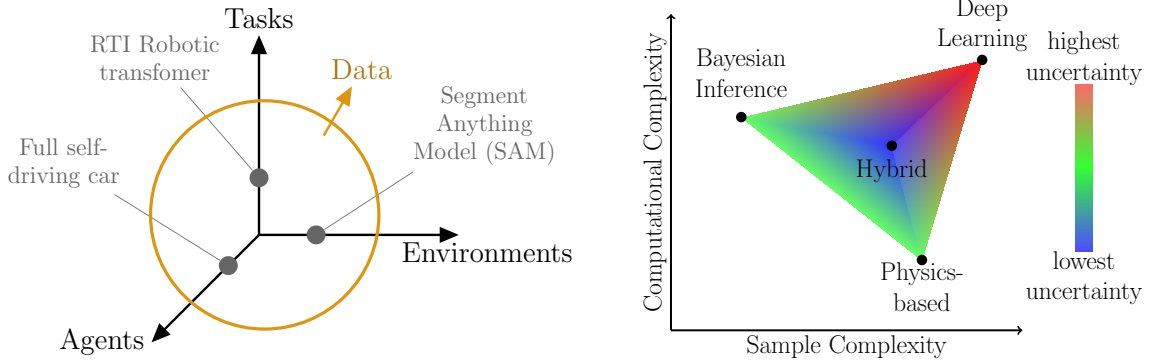 Tasks
RTI Robotic
transfomer
Data
Segment
Anything
Model (SAM)
Full self-
driving car
Environments
Agents
Computational Complexity
Deep
Learning
Bayesian
Inference
Hybrid
Physics-
based
Sample Complexity
highest
uncertainty
lowest
uncertainty